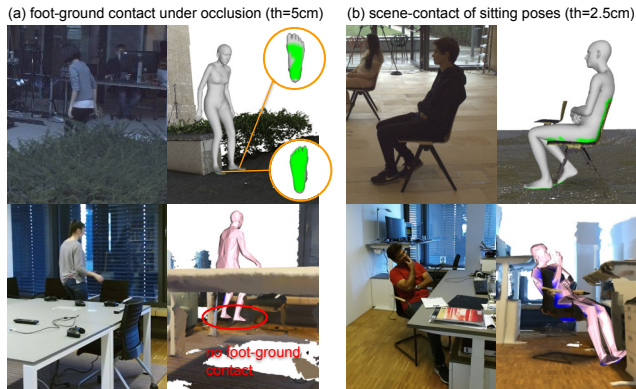 (a) foot-ground contact under occlusion (th=5cm)
(b) scene-contact of sitting poses (th=2.5cm)
no foot-ground
contact